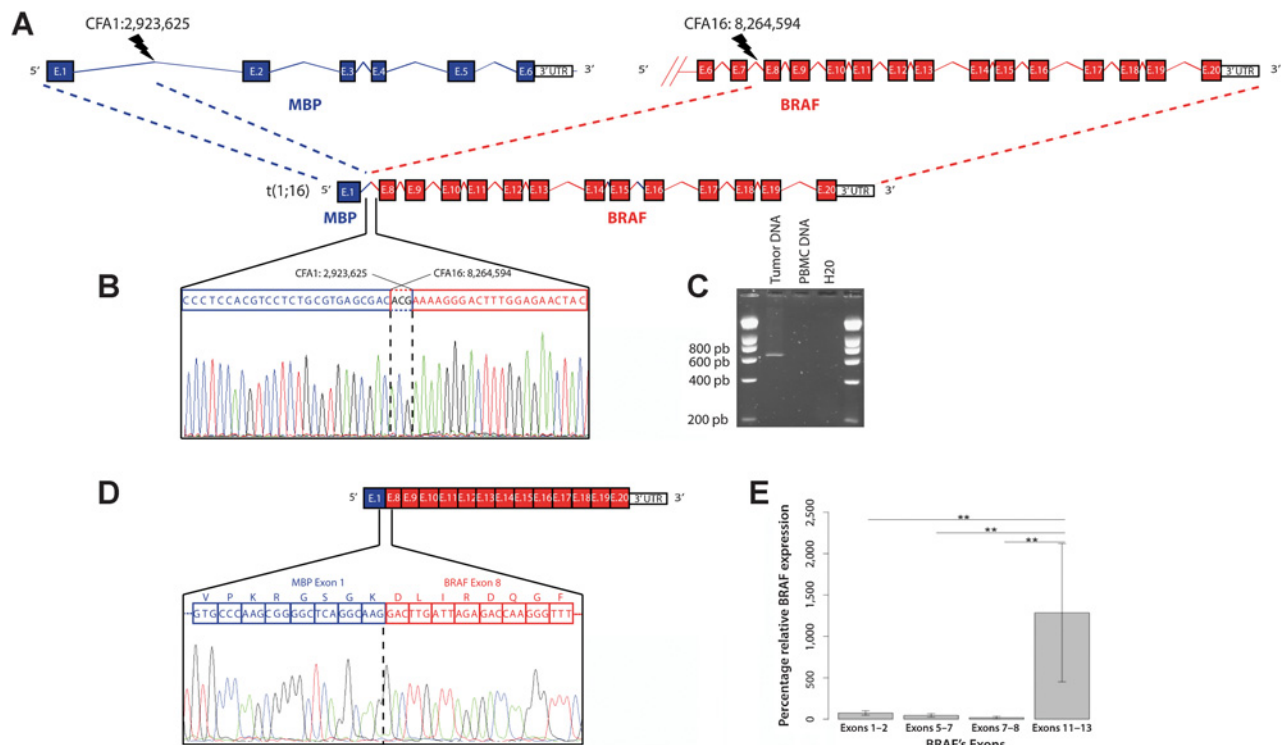 A
CFA1:2,923,625
CFA16: 8,264,594
5’ E.1 E.2 E.3 E.4 E.5 E.6 3’UTR 3’
5’ E.6 E.7 E.8 E.9 E.10 E.11 E.12 E.13 E.14 E.15 E.16 E.17 E.18 E.19 E.20 3’UTR 3’
MBP
BRAF
t(1;16) 5’ E.1 E.8 E.9 E.10 E.11 E.12 E.13 E.14 E.15 E.16 E.17 E.18 E.19 E.20 3’UTR 3’
MBP
BRAF
B
CFA1: 2,923,625
CFA16: 8,264,594
CCCTCCACGTCCTCTGCGTGAGCGACACGAAAAGGGACTTTGGAGAACTAC
C
Tumor DNA
PBMC DNA
H20
800 pb
600 pb
400 pb
200 pb
D
5’ E.1 E.8 E.9 E.10 E.11 E.12 E.13 E.14 E.15 E.16 E.17 E.18 E.19 E.20 3’UTR 3’
MBP Exon 1
BRAF Exon 8
V P K R G S G K D L I R D Q G F
GTGCCCAAGCGGGGCTCAGGCAAGGACTTGATTAGAGACCAAGGGTTT
E
Percentage relative BRAF expression
2,500
2,000
1,500
1,000
500
0
**
**
**
Exons 1–2
Exons 5–7
Exons 7–8
Exons 11–13
BRAF's Exons